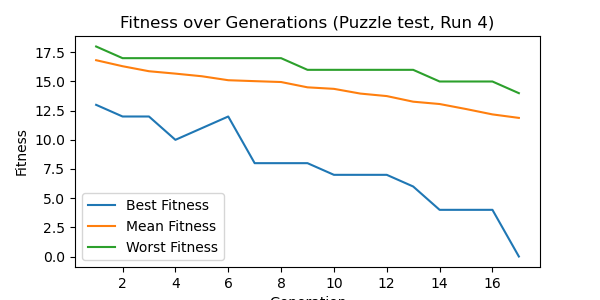 Fitness over Generations (Puzzle test, Run 4)
Fitness
17.5
15.0
12.5
10.0
7.5
5.0
2.5
0.0
Best Fitness
Mean Fitness
Worst Fitness
2 4 6 8 10 12 14 16
Generation